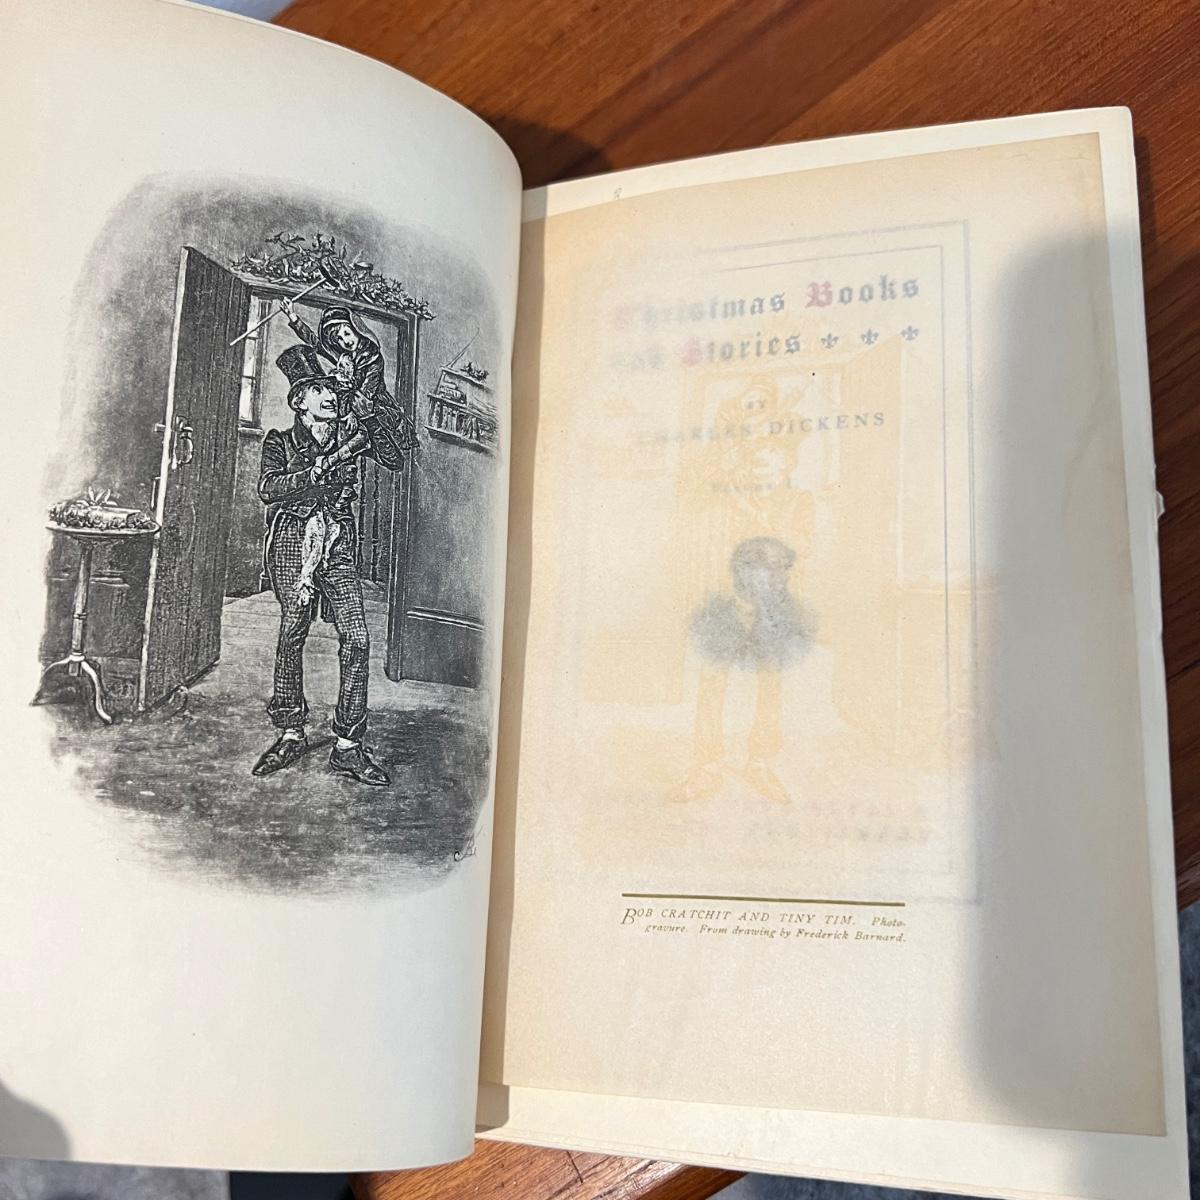 Christmas Books
and Stories
BY
CHARLES DICKENS
Volume I
BOB CRATCHIT AND TINY TIM. Photo-
gravure. From drawing by Frederick Barnard.